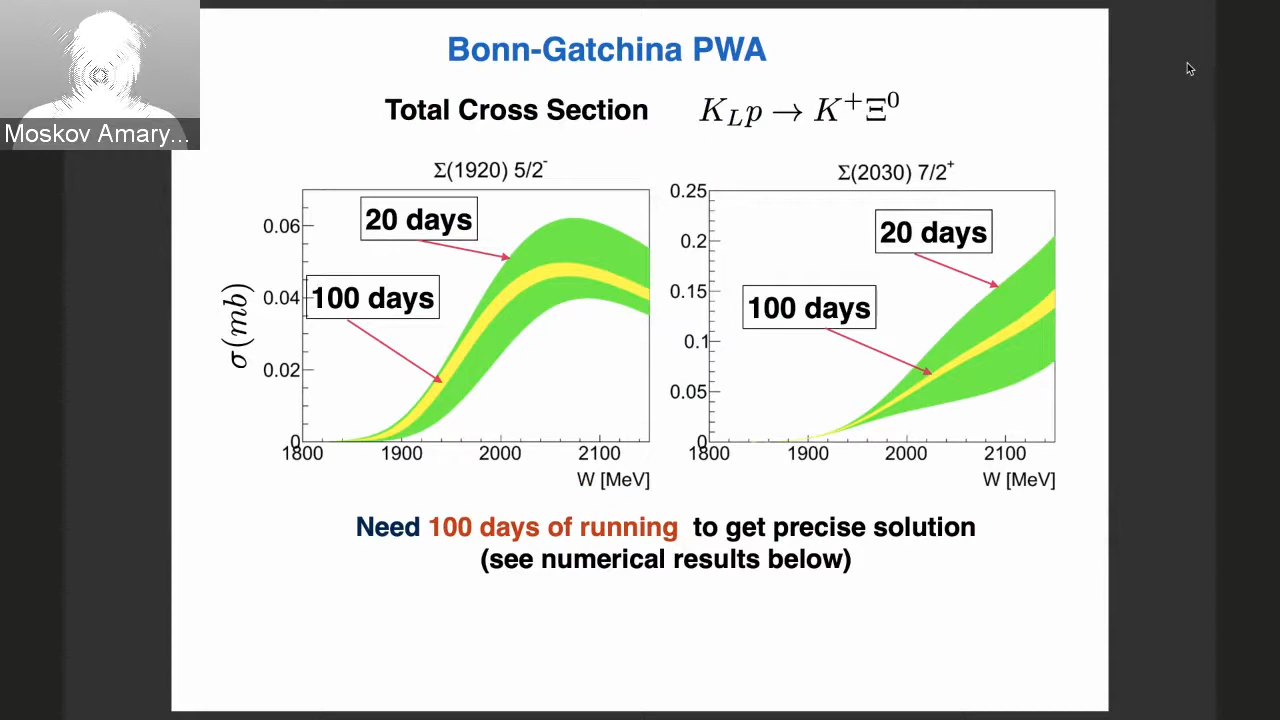 Moskov Amary...
Bonn-Gatchina PWA
Total Cross Section K_L p → K⁺Ξ⁰
Σ(1920) 5/2⁻
20 days
100 days
σ(mb)
0.06
0.04
0.02
0
1800 1900 2000 2100
W [MeV]
Σ(2030) 7/2⁺
20 days
100 days
0.25
0.2
0.15
0.1
0.05
0
1800 1900 2000 2100
W [MeV]
Need 100 days of running to get precise solution
(see numerical results below)